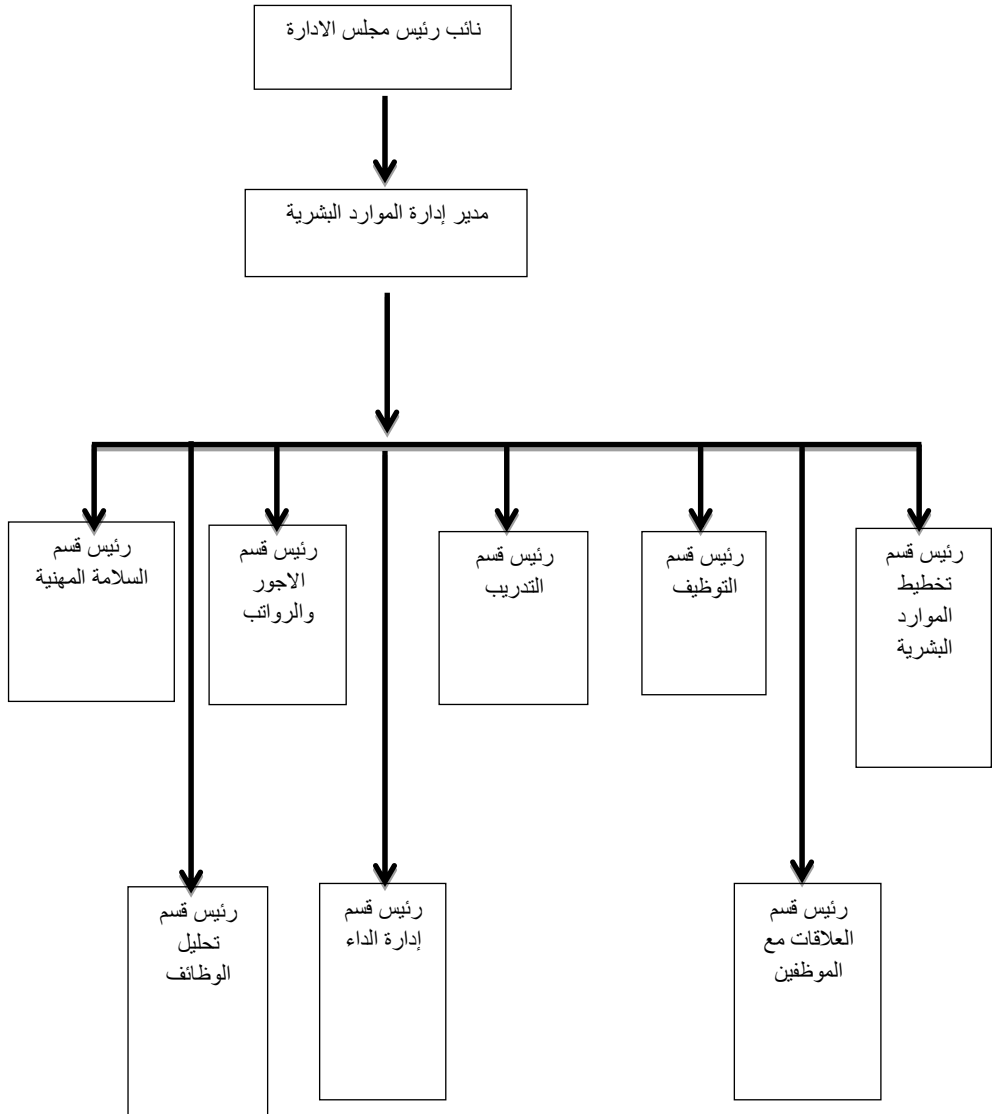 نائب رئيس مجلس الادارة
مدير إدارة الموارد البشرية
رئيس قسم
تخطيط
الموارد
البشرية
رئيس قسم
التوظيف
رئيس قسم
التدريب
رئيس قسم
الاجور
والرواتب
رئيس قسم
السلامة المهنية
رئيس قسم
العلاقات مع
الموظفين
رئيس قسم
إدارة الداء
رئيس قسم
تحليل
الوظائف